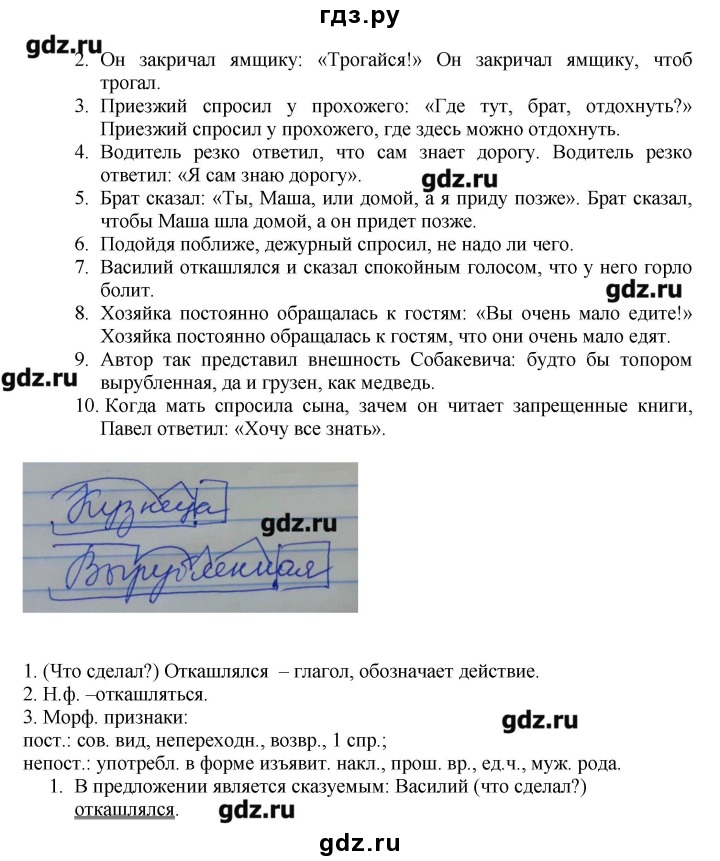 гдз.ру
gdz.ru
2. Он закричал ямщику: «Трогайся!» Он закричал ямщику, чтоб
трогал.
3. Приезжий спросил у прохожего: «Где тут, брат, отдохнуть?»
Приезжий спросил у прохожего, где здесь можно отдохнуть.
4. Водитель резко ответил, что сам знает дорогу. Водитель резко
ответил: «Я сам знаю дорогу».
gdz.ru
5. Брат сказал: «Ты, Маша, или домой, а я приду позже». Брат сказал,
чтобы Маша шла домой, а он придет позже.
6. Подойдя поближе, дежурный спросил, не надо ли чего.
7. Василий откашлялся и сказал спокойным голосом, что у него горло
болит.
gdz.ru
8. Хозяйка постоянно обращалась к гостям: «Вы очень мало едите!»
Хозяйка постоянно обращалась к гостям, что они очень мало едят.
9. Автор так представил внешность Собакевича: будто бы топором
gdz.ru
вырубленная, да и грузен, как медведь.
10. Когда мать спросила сына, зачем он читает запрещенные книги,
Павел ответил: «Хочу все знать».
Кузнеца
gdz.ru
Вырубленная
1. (Что сделал?) Откашлялся – глагол, обозначает действие.
2. Н.ф. –откашляться.
3. Морф. признаки:
gdz.ru
пост.: сов. вид, непереходн., возвр., 1 спр.;
непост.: употребл. в форме изъявит. накл., прош. вр., ед.ч., муж. рода.
1. В предложении является сказуемым: Василий (что сделал?)
откашлялся.
gdz.ru
gdz.ru